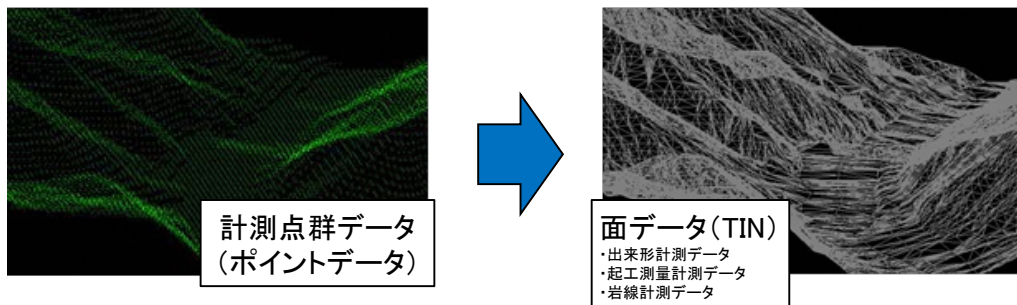 計測点群データ
（ポイントデータ）
面データ（TIN）
・出来形計測データ
・起工測量計測データ
・岩線計測データ